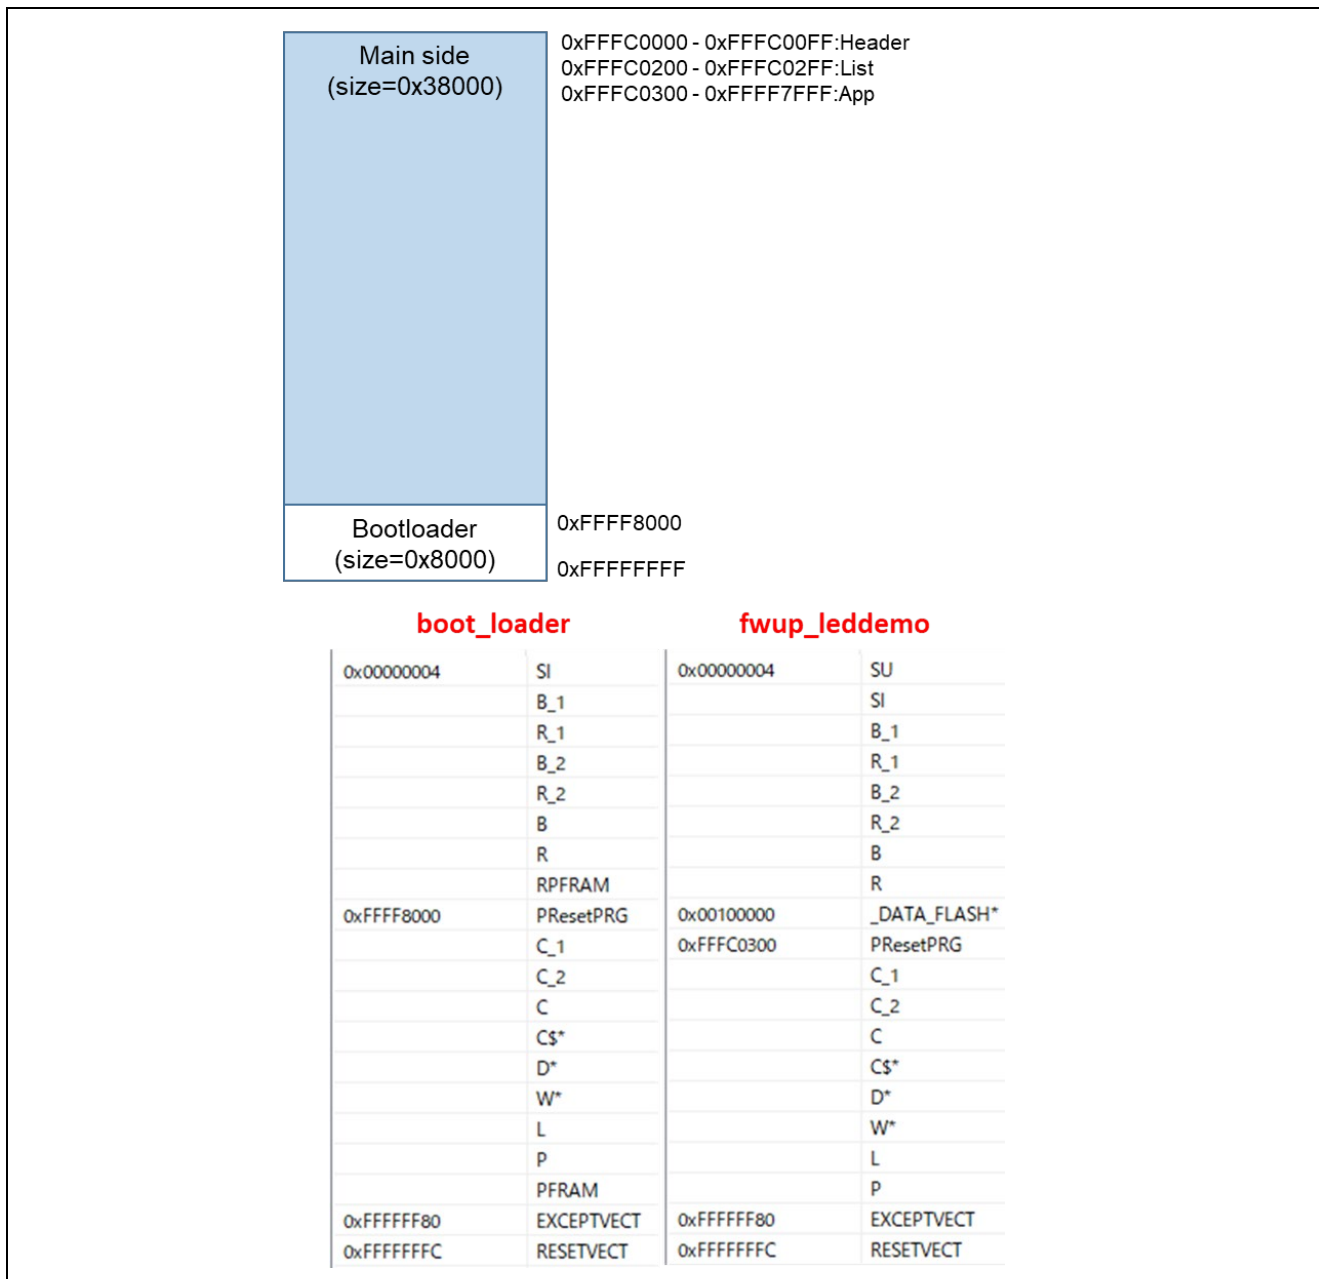 Main side
(size=0x38000)
0xFFFC0000 - 0xFFFC00FF:Header
0xFFFC0200 - 0xFFFC02FF:List
0xFFFC0300 - 0xFFFF7FFF:App
Bootloader
(size=0x8000)
0xFFFF8000
0xFFFFFFFF
boot_loader fwup_leddemo
0x00000004 SI 0x00000004 SU
B_1 SI
R_1 B_1
B_2 R_1
R_2 B_2
B R_2
R B
RPFRAM R
0xFFFF8000 PResetPRG 0x00100000 _DATA_FLASH*
C_1 0xFFFC0300 PResetPRG
C_2 C_1
C C_2
C$* C
D* C$*
W* D*
L W*
P L
PFRAM P
0xFFFFFF80 EXCEPTVECT 0xFFFFFF80 EXCEPTVECT
0xFFFFFFFC RESETVECT 0xFFFFFFFC RESETVECT